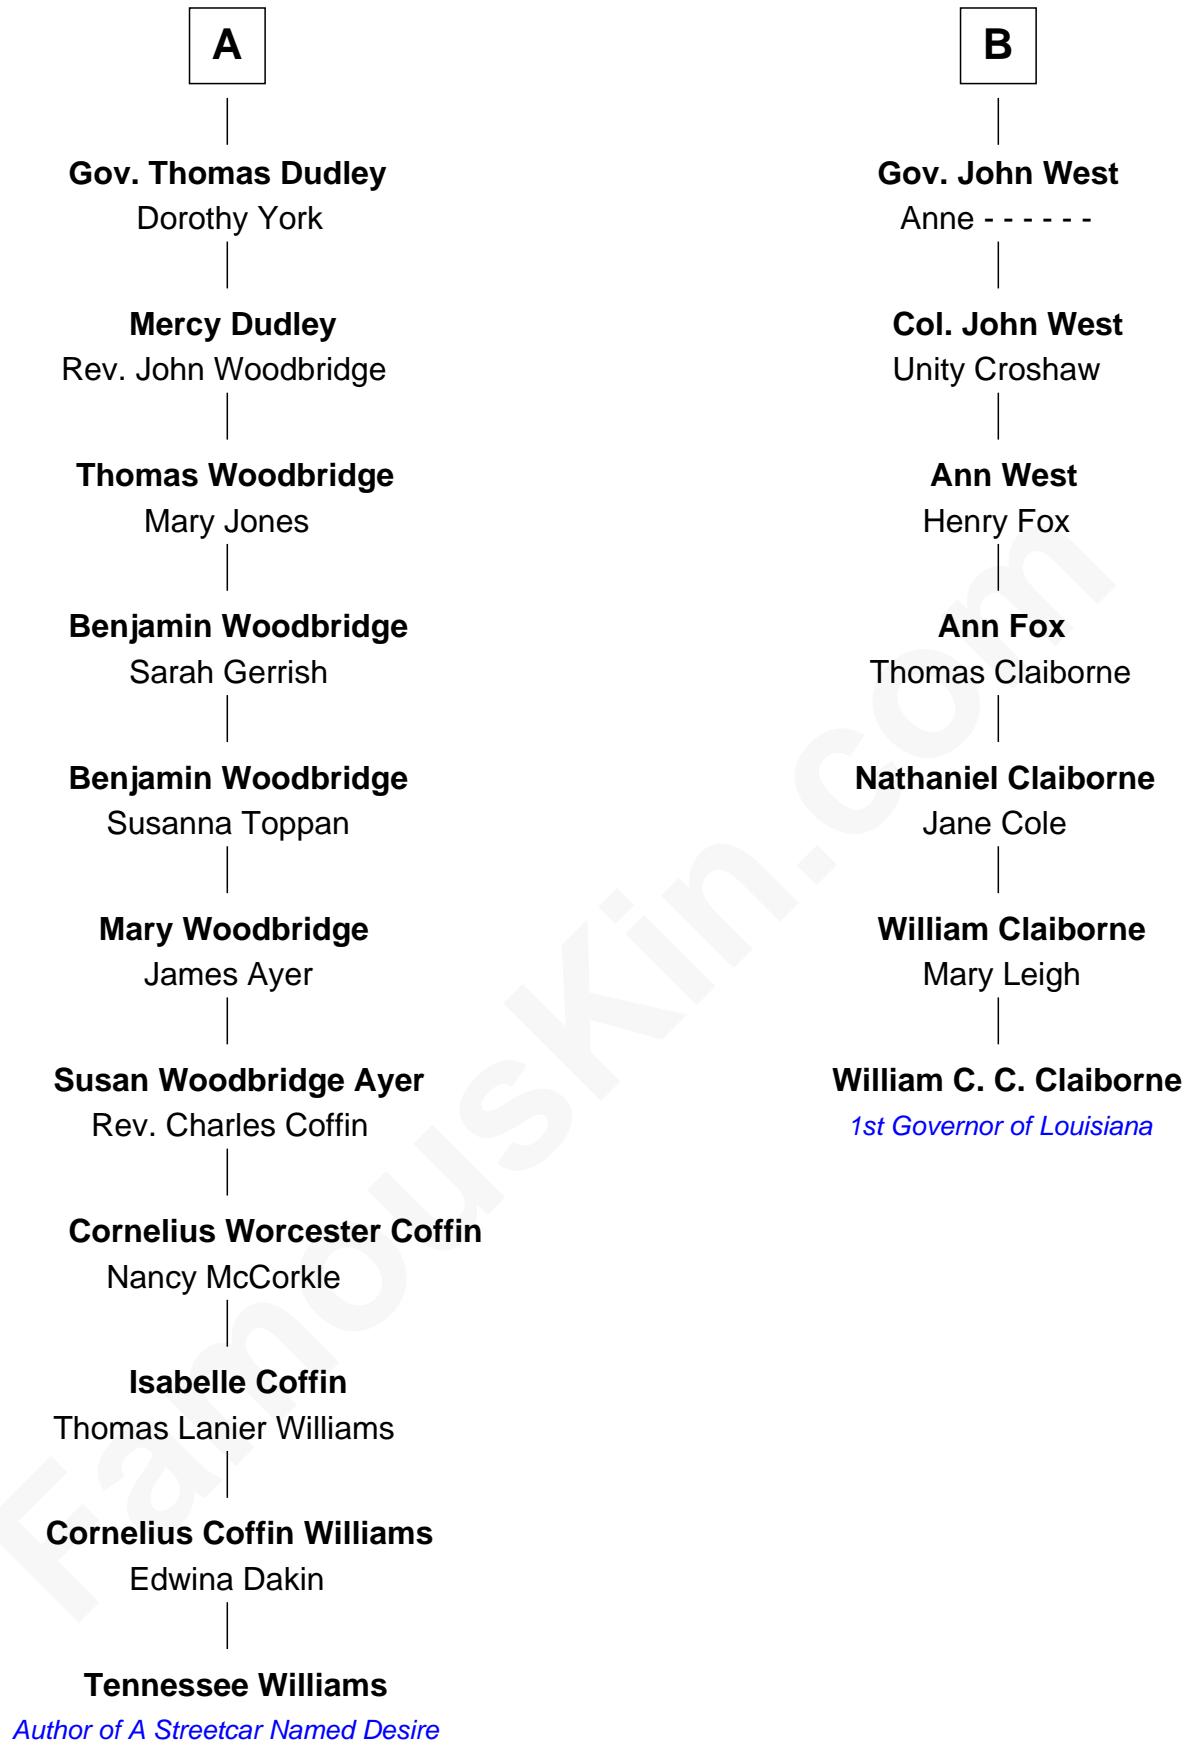 A
Gov. Thomas Dudley
Dorothy York
Mercy Dudley
Rev. John Woodbridge
Thomas Woodbridge
Mary Jones
Benjamin Woodbridge
Sarah Gerrish
Benjamin Woodbridge
Susanna Toppan
Mary Woodbridge
James Ayer
Susan Woodbridge Ayer
Rev. Charles Coffin
Cornelius Worcester Coffin
Nancy McCorkle
Isabelle Coffin
Thomas Lanier Williams
Cornelius Coffin Williams
Edwina Dakin
Tennessee Williams
Author of A Streetcar Named Desire
B
Gov. John West
Anne - - - - - -
Col. John West
Unity Croshaw
Ann West
Henry Fox
Ann Fox
Thomas Claiborne
Nathaniel Claiborne
Jane Cole
William Claiborne
Mary Leigh
William C. C. Claiborne
1st Governor of Louisiana
FamousKin.com